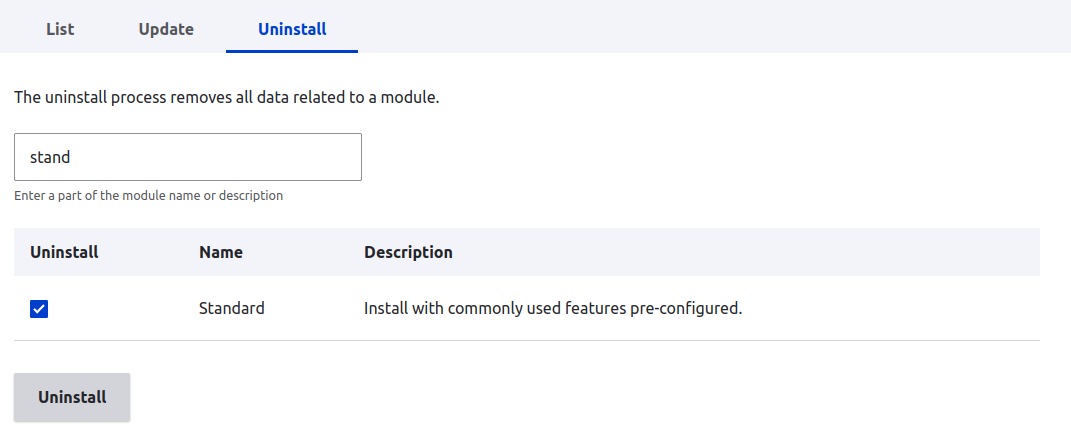 List Update Uninstall
The uninstall process removes all data related to a module.
stand
Enter a part of the module name or description
Uninstall Name Description
Standard Install with commonly used features pre-configured.
Uninstall